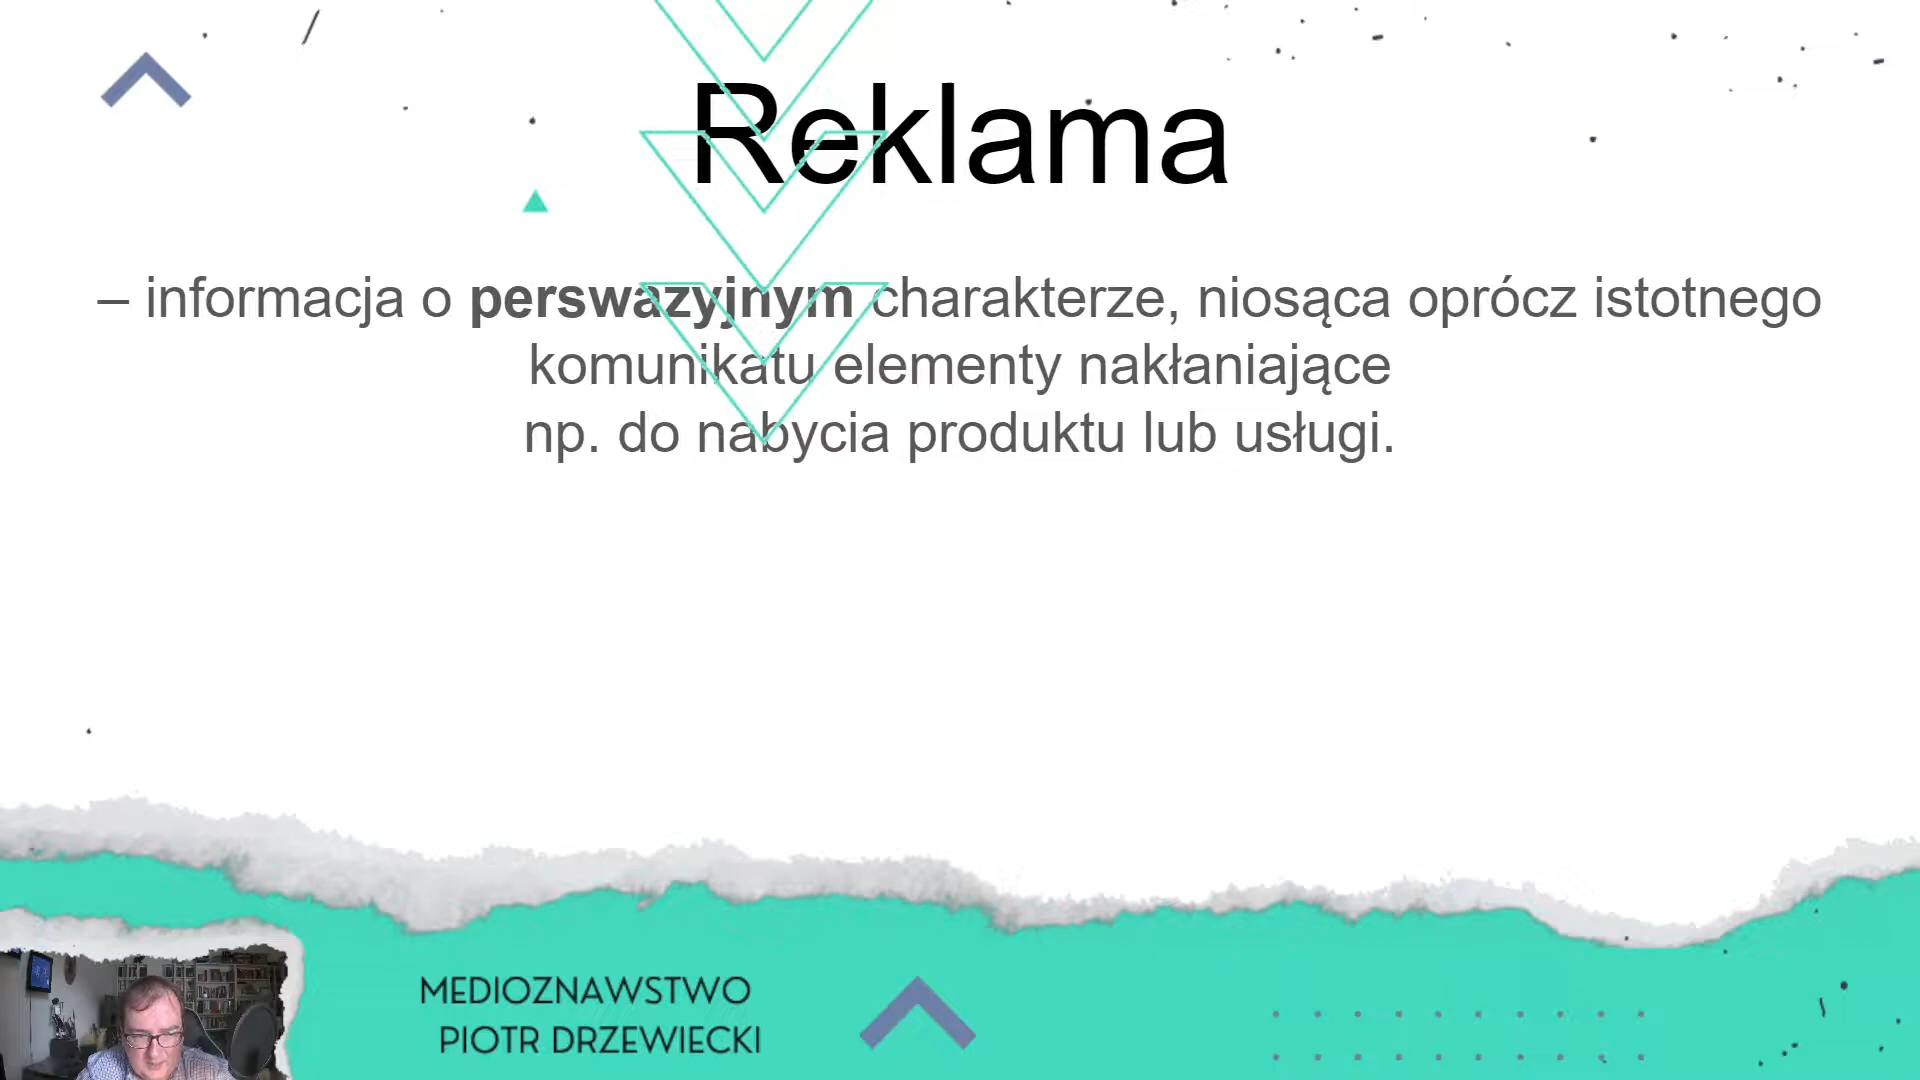 Reklama
– informacja o perswazyjnym charakterze, niosąca oprócz istotnego
komunikatu elementy nakłaniające
np. do nabycia produktu lub usługi.
MEDIOZNAWSTWO
PIOTR DRZEWIECKI